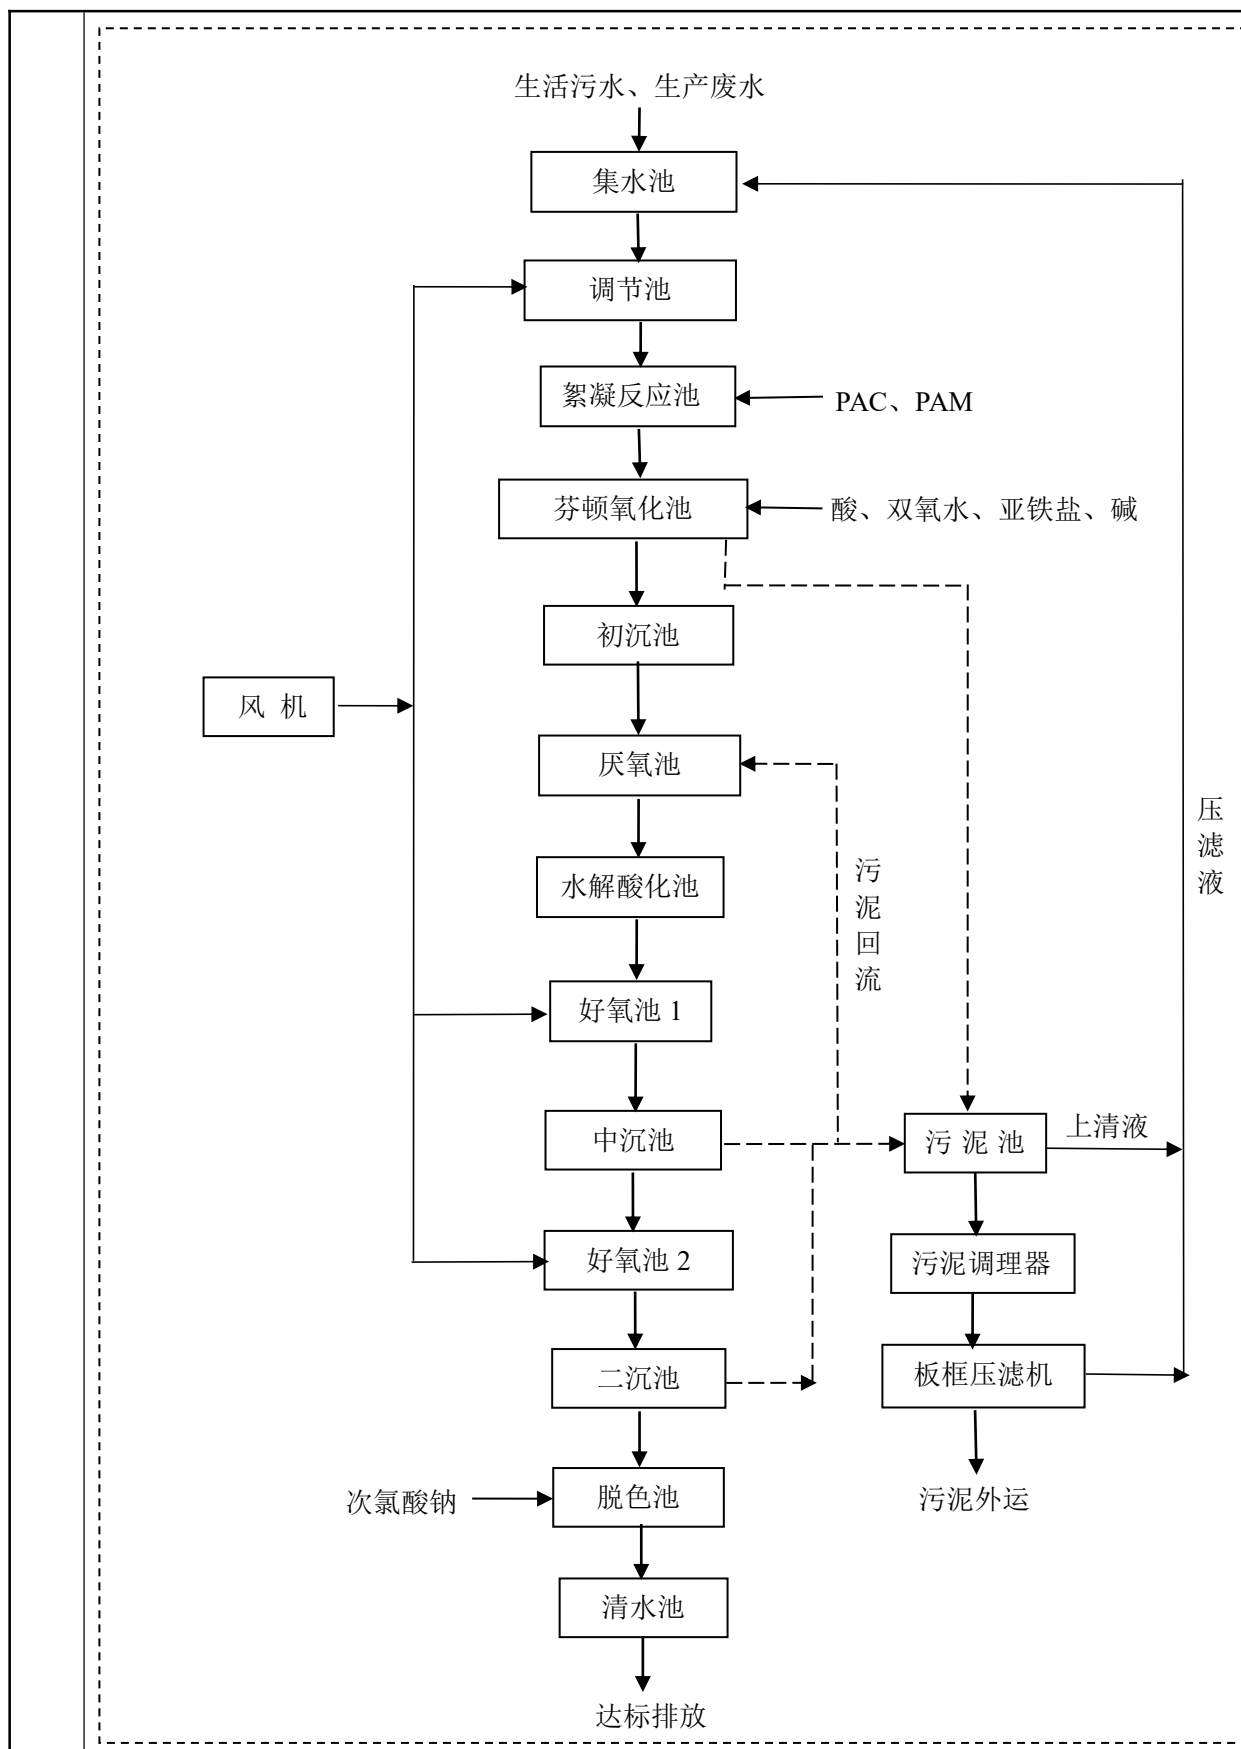 生活污水、生产废水
集水池
调节池
絮凝反应池
PAC、PAM
芬顿氧化池
酸、双氧水、亚铁盐、碱
初沉池
风 机
厌氧池
压滤液
水解酸化池
污泥回流
好氧池 1
中沉池
污 泥 池
上清液
好氧池 2
污泥调理器
二沉池
板框压滤机
次氯酸钠
脱色池
污泥外运
清水池
达标排放